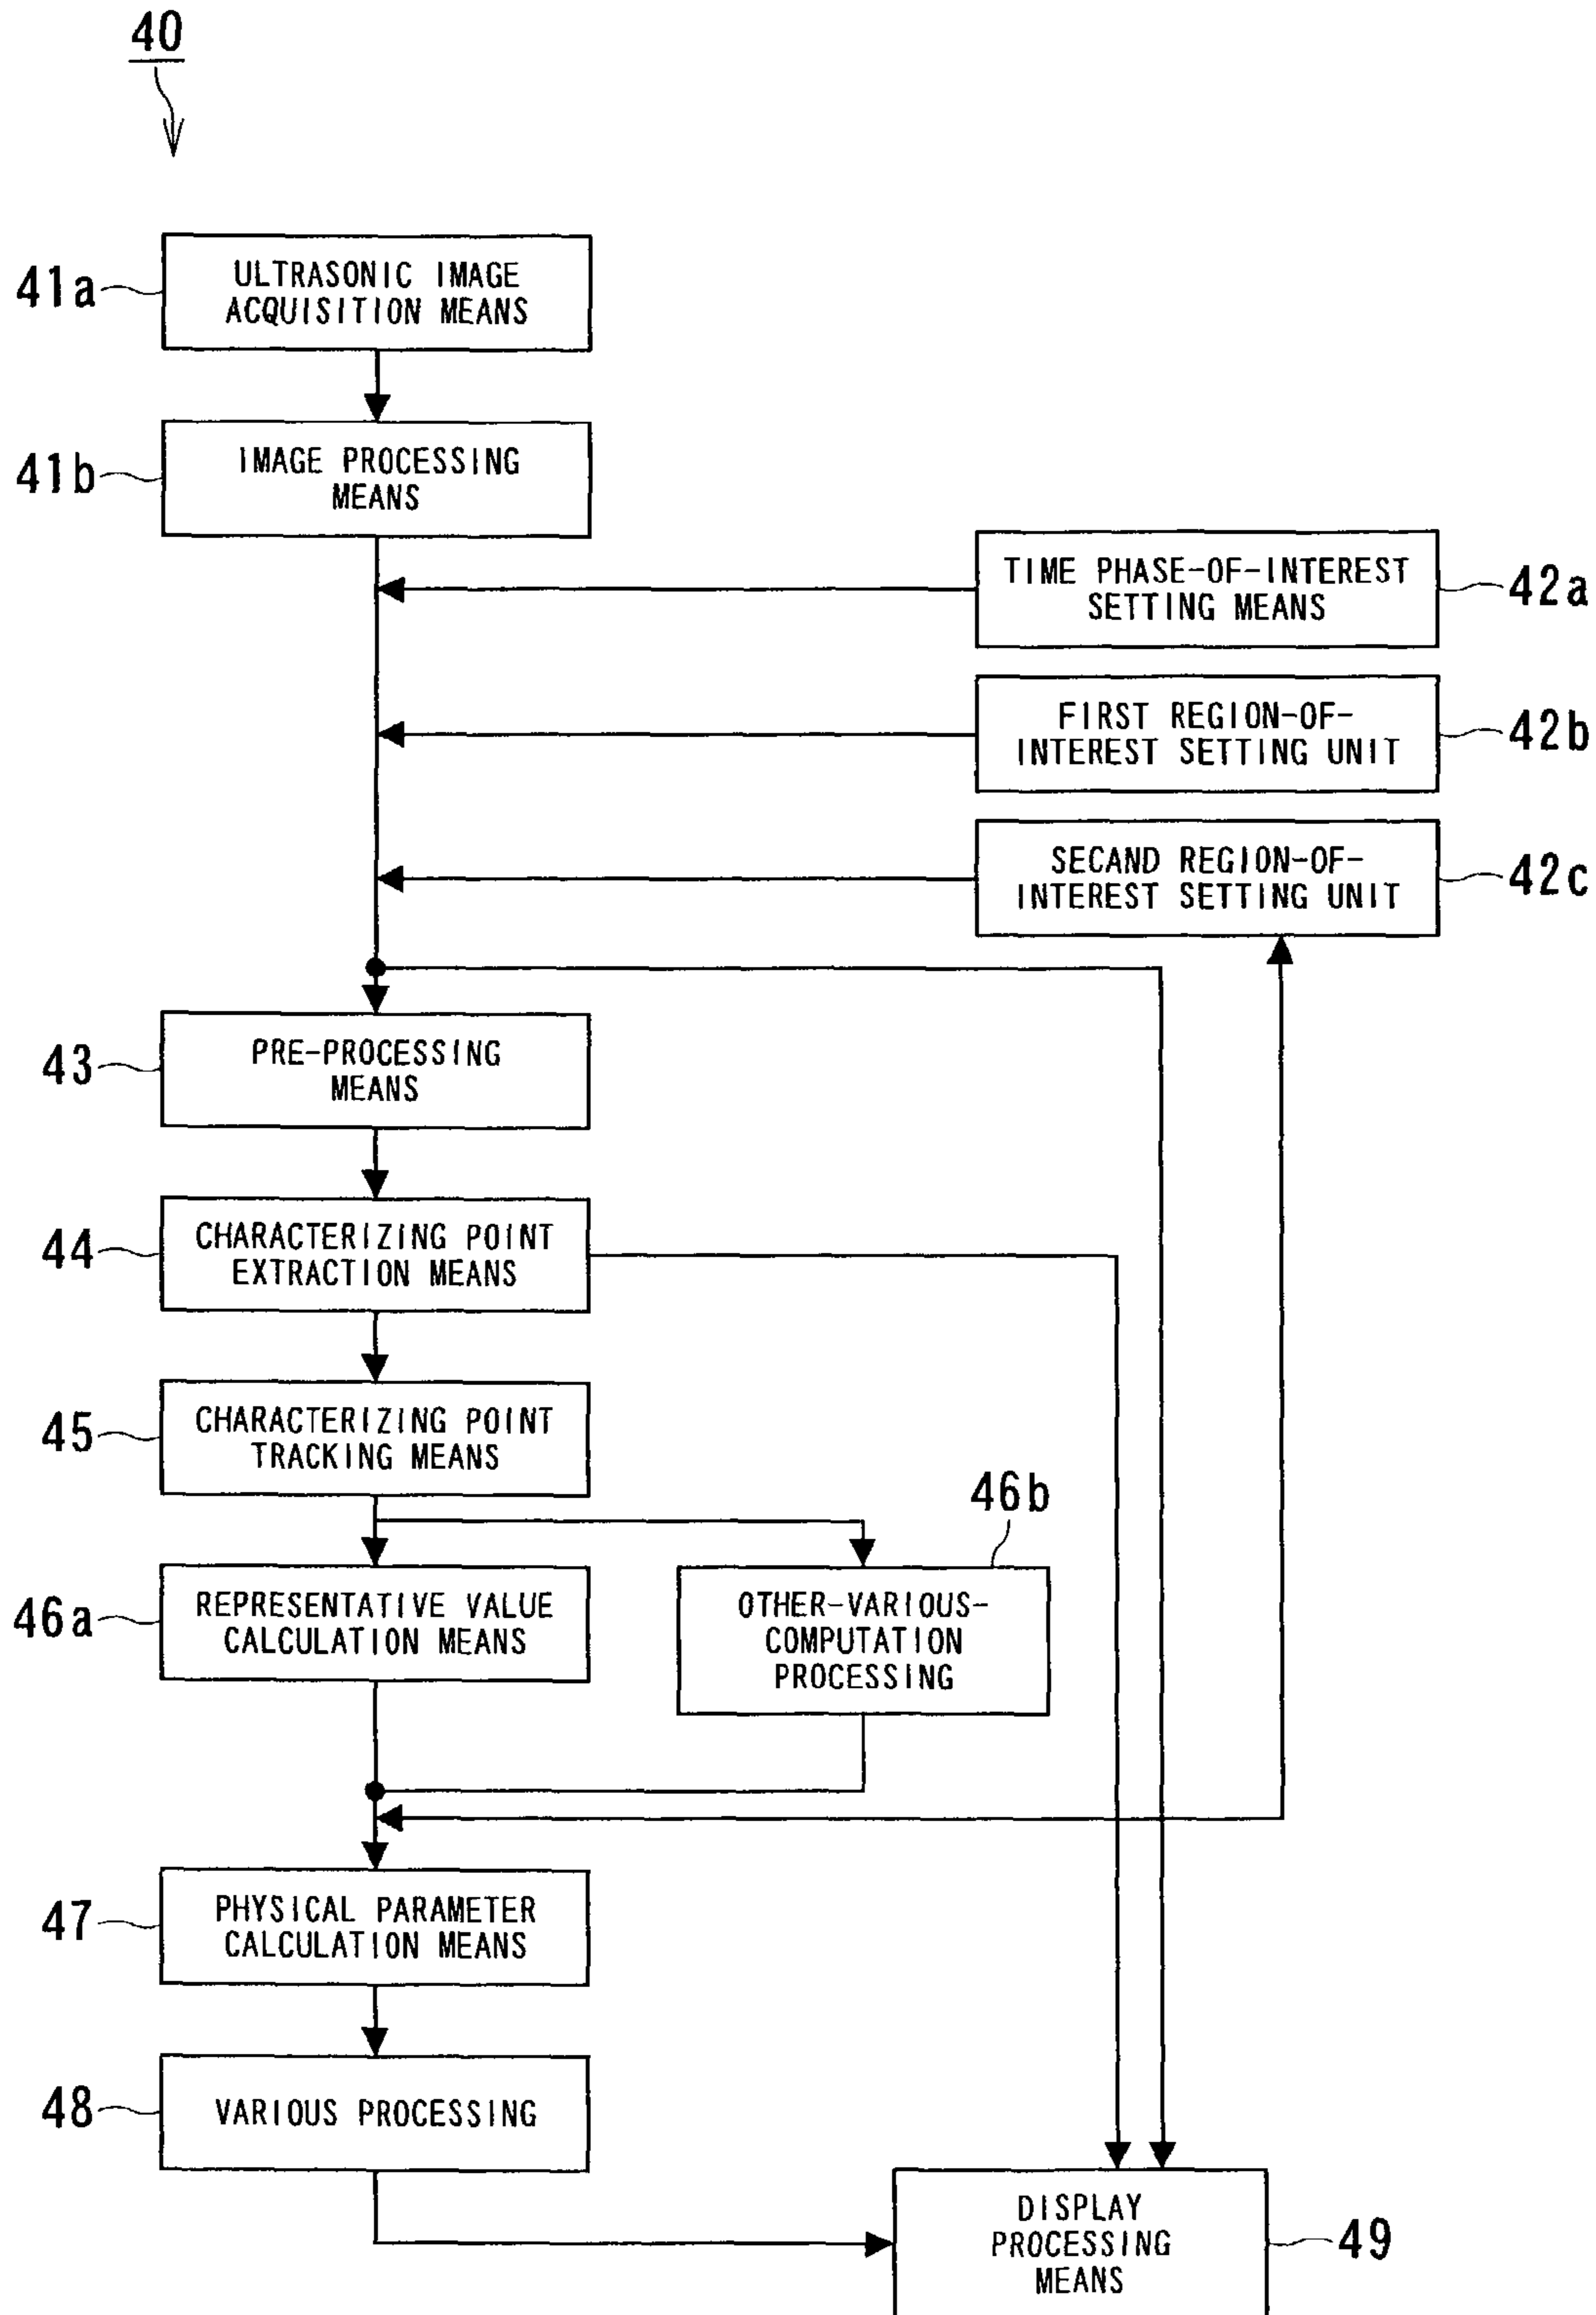 40
41a
ULTRASONIC IMAGE
ACQUISITION MEANS
41b
IMAGE PROCESSING
MEANS
TIME PHASE-OF-INTEREST
SETTING MEANS
42a
FIRST REGION-OF-
INTEREST SETTING UNIT
42b
SECAND REGION-OF-
INTEREST SETTING UNIT
42c
43
PRE-PROCESSING
MEANS
44
CHARACTERIZING POINT
EXTRACTION MEANS
45
CHARACTERIZING POINT
TRACKING MEANS
46a
REPRESENTATIVE VALUE
CALCULATION MEANS
46b
OTHER-VARIOUS-
COMPUTATION
PROCESSING
47
PHYSICAL PARAMETER
CALCULATION MEANS
48
VARIOUS PROCESSING
DISPLAY
PROCESSING
MEANS
49